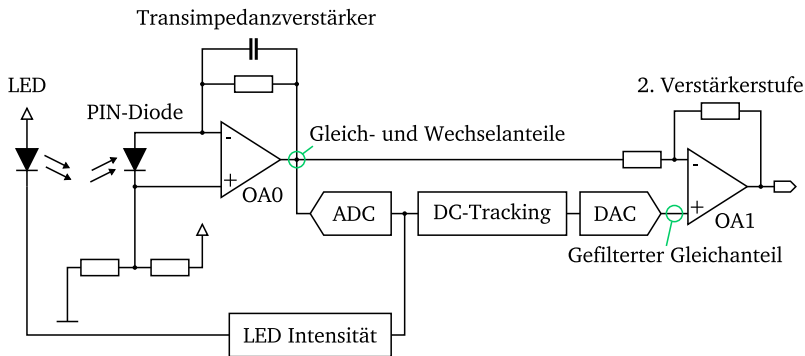 Transimpedanzverstärker
LED
PIN-Diode
2. Verstärkerstufe
-
+
OA0
Gleich- und Wechselanteile
-
+
OA1
ADC
DC-Tracking
DAC
Gefilterter Gleichanteil
LED Intensität